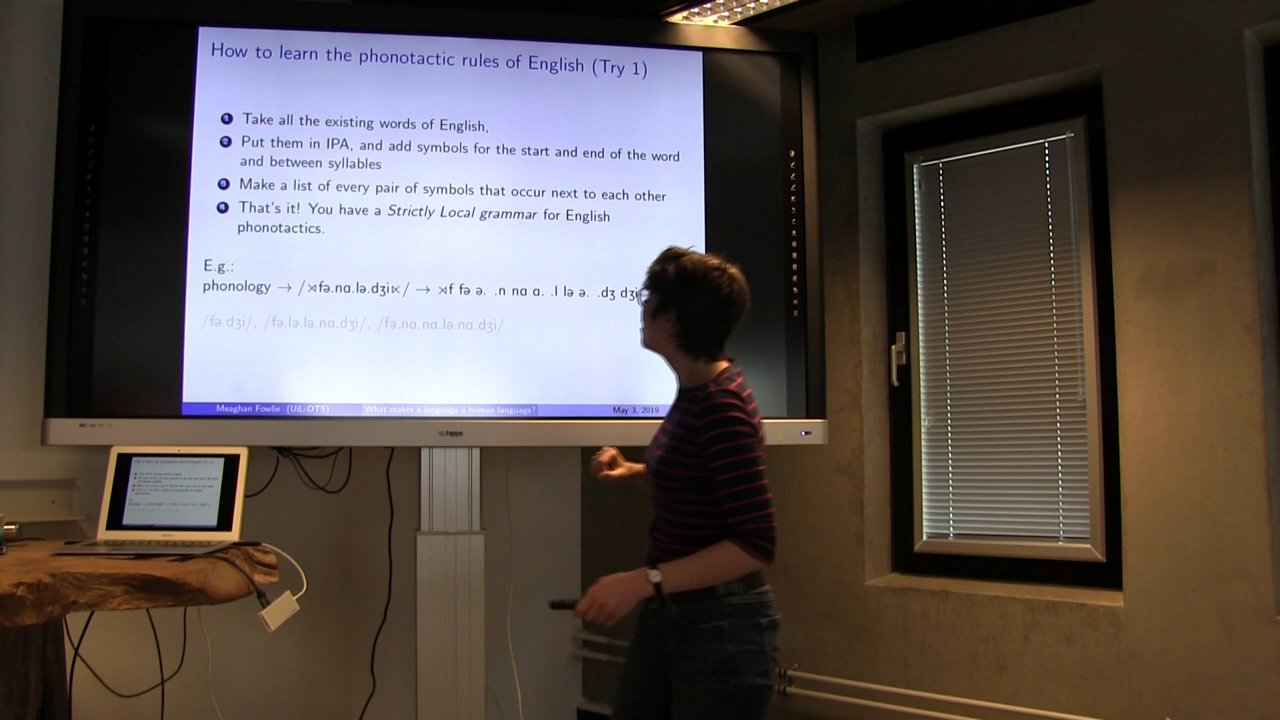 How to learn the phonotactic rules of English (Try 1)
1 Take all the existing words of English,
2 Put them in IPA, and add symbols for the start and end of the word
and between syllables
3 Make a list of every pair of symbols that occur next to each other
4 That's it! You have a Strictly Local grammar for English
phonotactics.
E.g.:
phonology → /⋊fə.nɑ.lə.dʒi⋉/ → ⋊f fə ə. .n nɑ ɑ. .l lə ə. .dʒ dʒi
/fə.dʒi/, /fə.lə.lə.nɑ.dʒi/, /fə.nɑ.nɑ.lə.nɑ.dʒi/
Meaghan Fowlie (UiL-OTS) What makes a language a human language? May 3, 2019